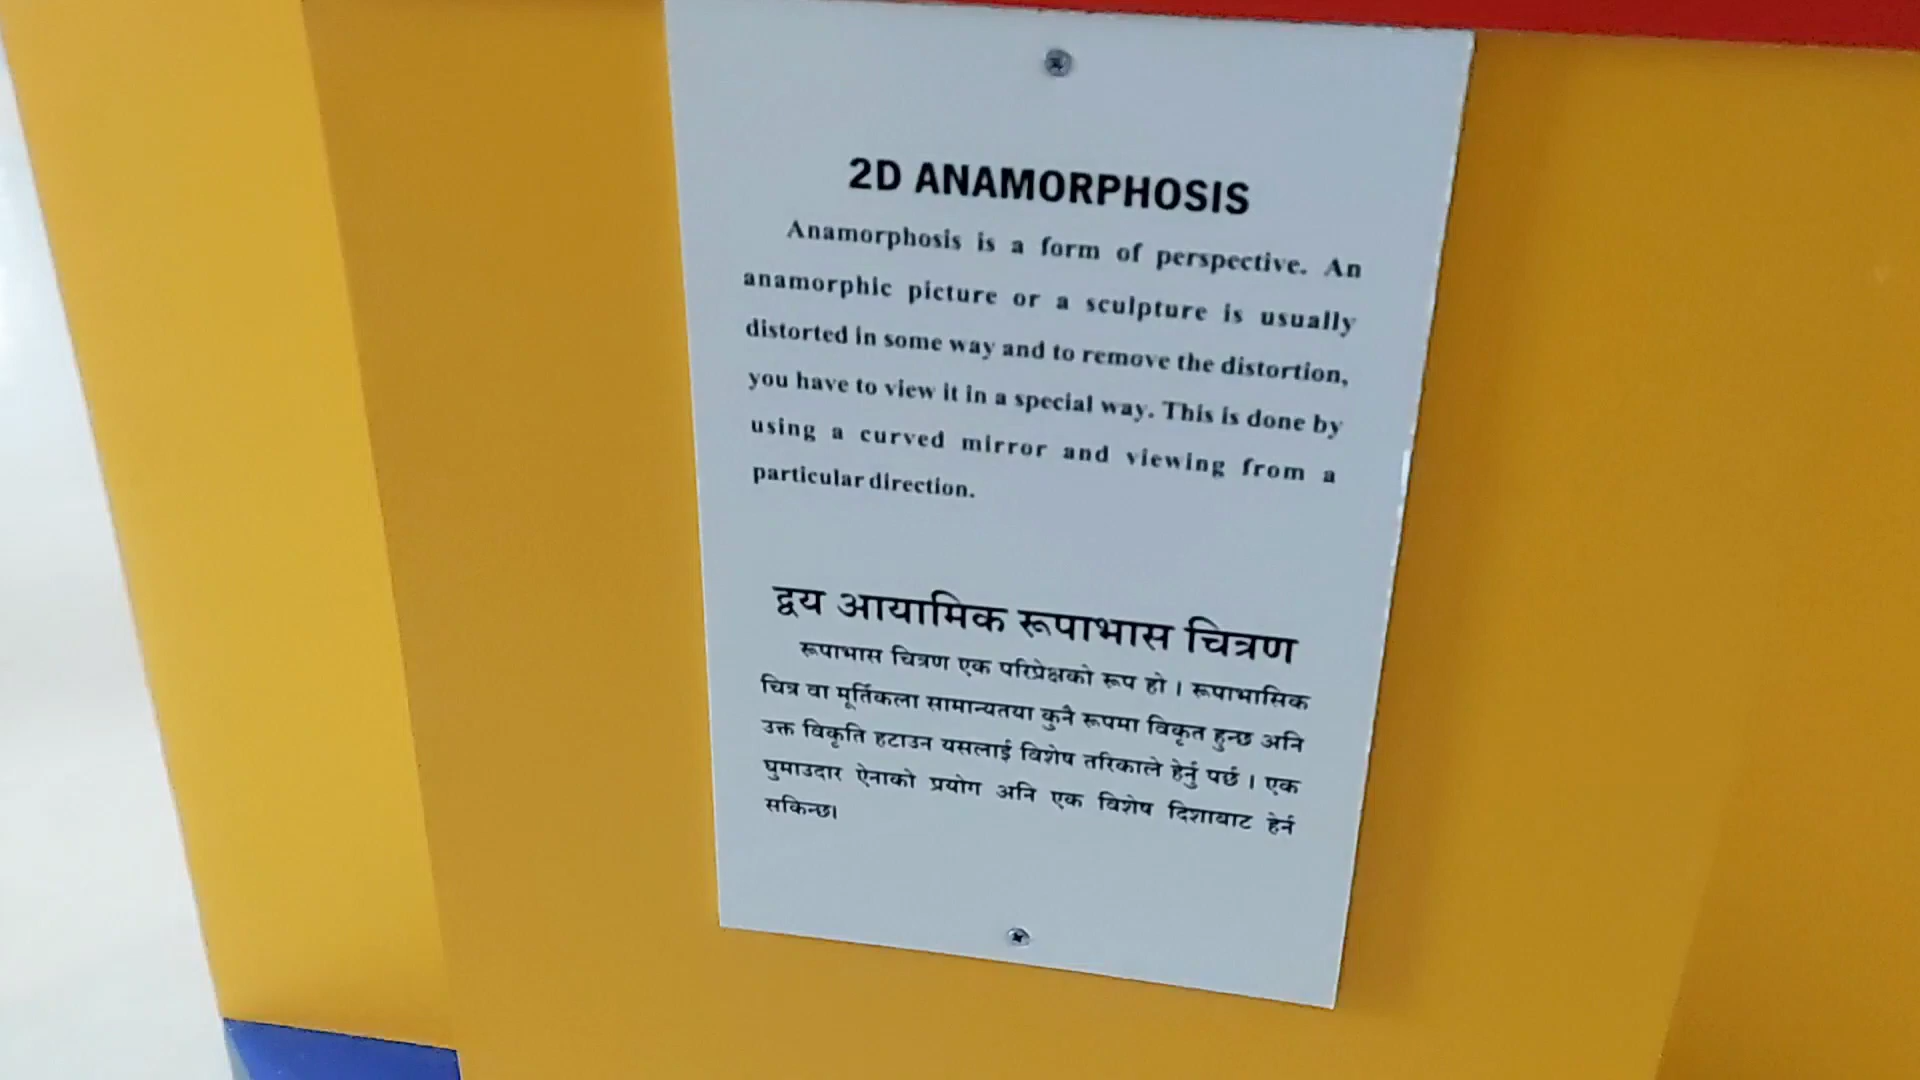 2D ANAMORPHOSIS
Anamorphosis is a form of perspective. An
anamorphic picture or a sculpture is usually
distorted in some way and to remove the distortion,
you have to view it in a special way. This is done by
using a curved mirror and viewing from a
particular direction.
द्वय आयामिक रूपाभास चित्रण
रूपाभास चित्रण एक परिप्रेक्षको रूप हो । रूपाभासिक
चित्र वा मूर्तिकला सामान्यतया कुनै रूपमा विकृत हुन्छ अनि
उक्त विकृति हटाउन यसलाई विशेष तरिकाले हेर्नु पर्छ । एक
घुमाउदार ऐनाको प्रयोग अनि एक विशेष दिशाबाट हेर्न
सकिन्छ।